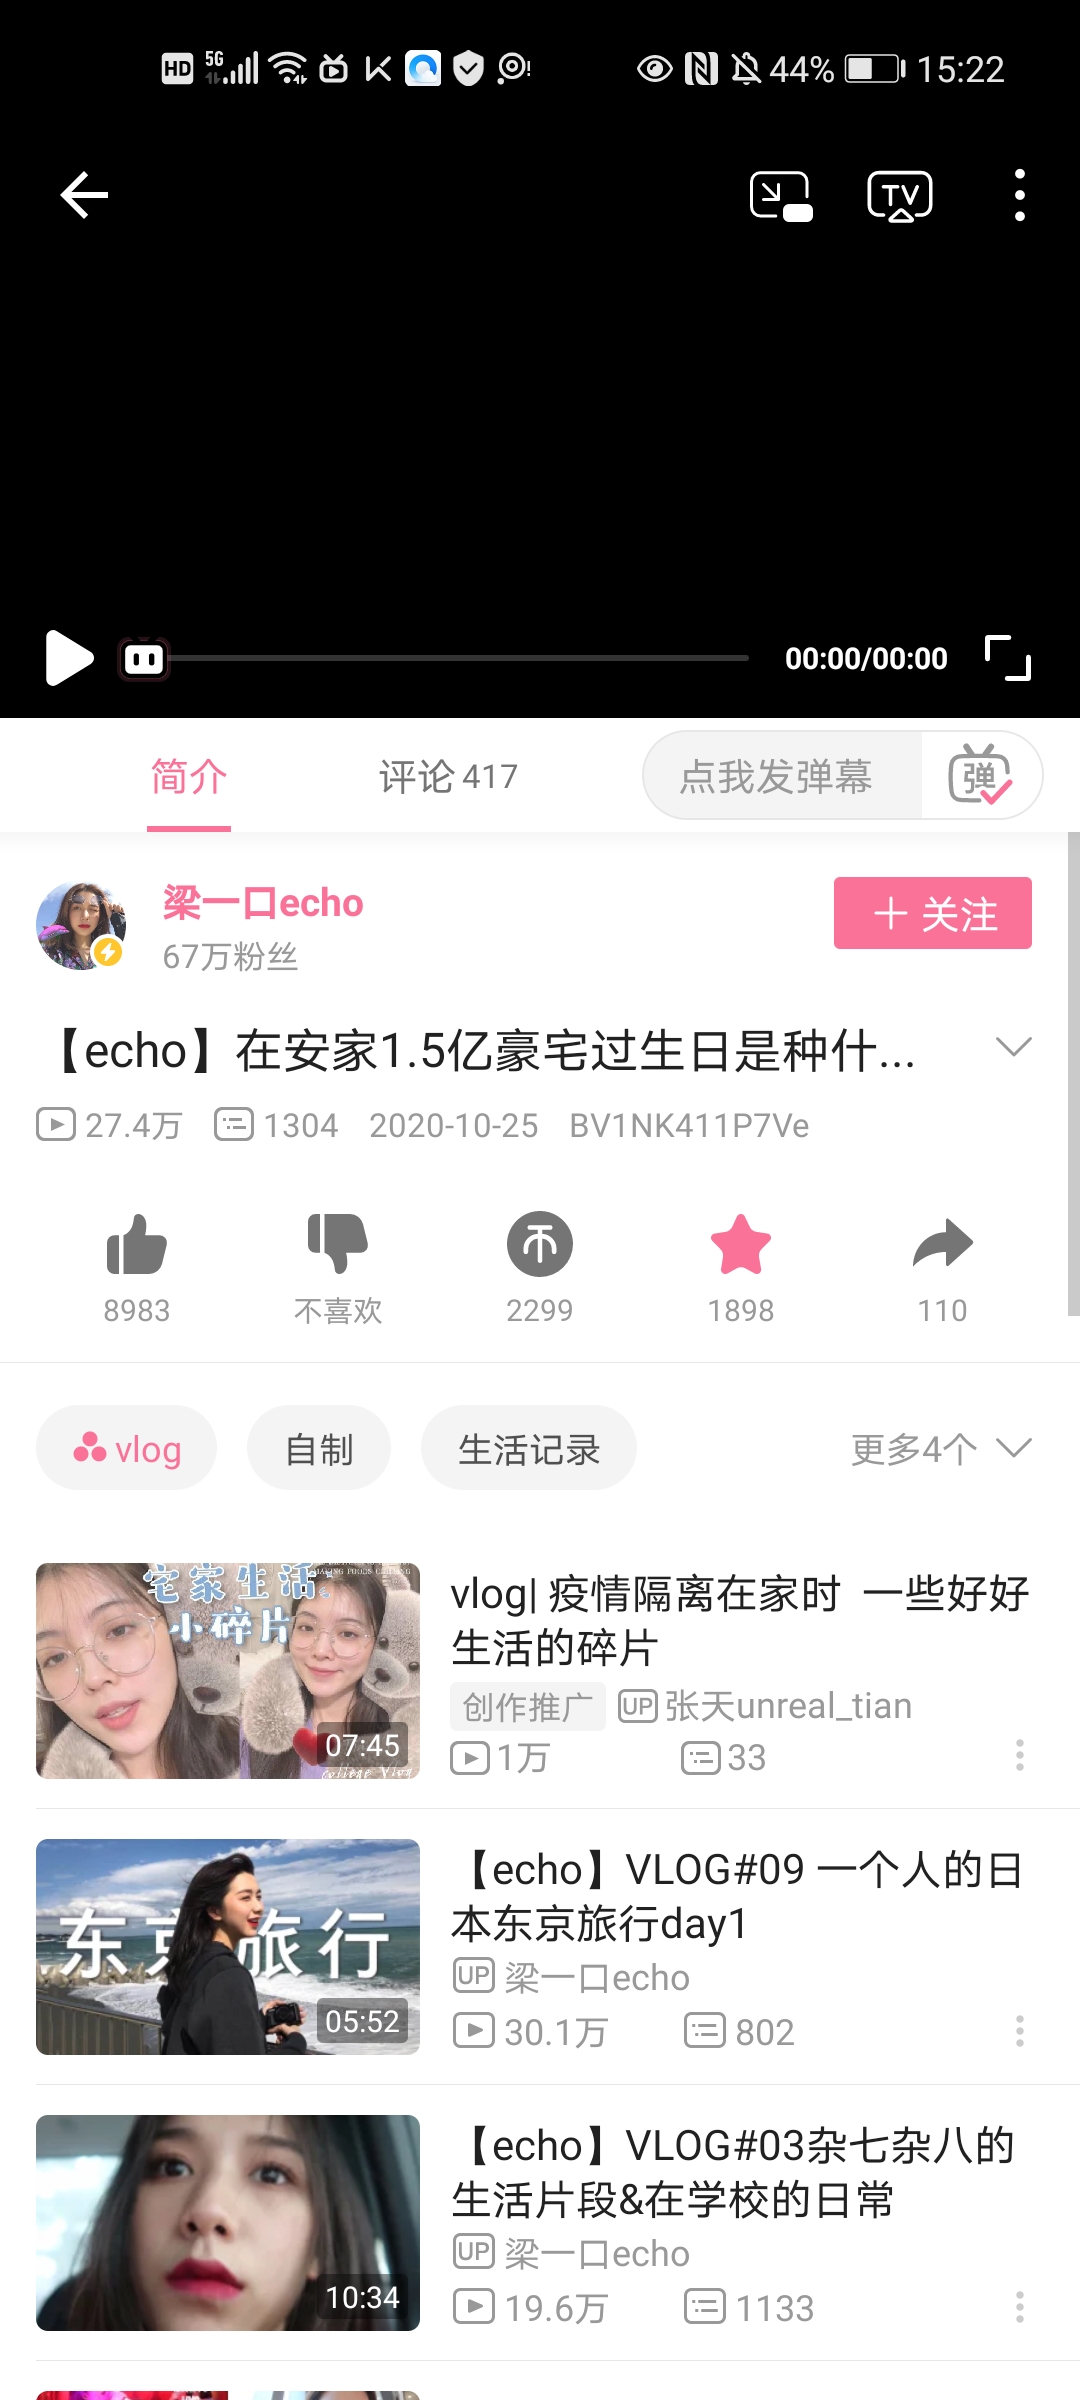 HD 5G 44% 15:22
TV
00:00/00:00
简介 评论 417 点我发弹幕 弹
梁一口echo
67万粉丝
关注
【echo】在安家1.5亿豪宅过生日是种什...
27.4万 1304 2020-10-25 BV1NK411P7Ve
8983 不喜欢 2299 1898 110
vlog 自制 生活记录 更多4个
宅家生活
小碎片
College Vlog
07:45
vlog| 疫情隔离在家时 一些好好
生活的碎片
创作推广 UP 张天unreal_tian
1万 33
东京旅行
05:52
【echo】VLOG#09 一个人的日
本东京旅行day1
UP 梁一口echo
30.1万 802
10:34
【echo】VLOG#03杂七杂八的
生活片段&在学校的日常
UP 梁一口echo
19.6万 1133